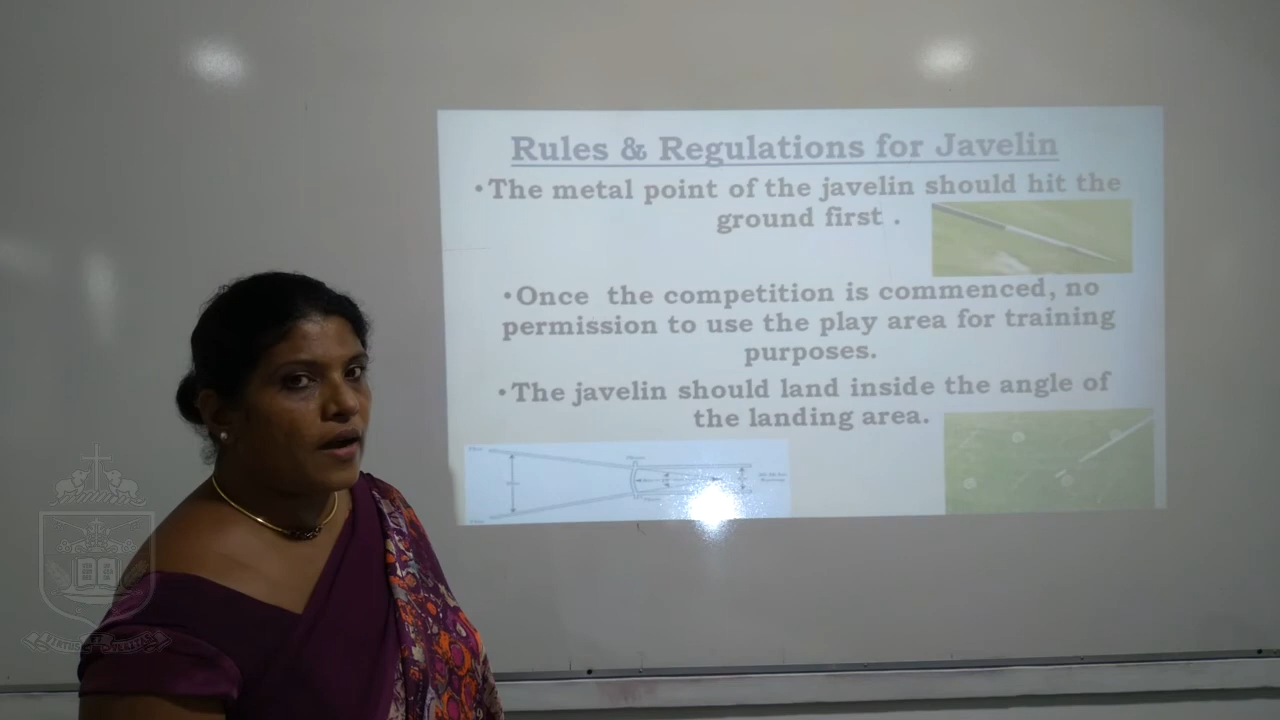 Rules & Regulations for Javelin
•The metal point of the javelin should hit the
ground first .
•Once the competition is commenced, no
permission to use the play area for training
purposes.
•The javelin should land inside the angle of
the landing area.
VERITAS